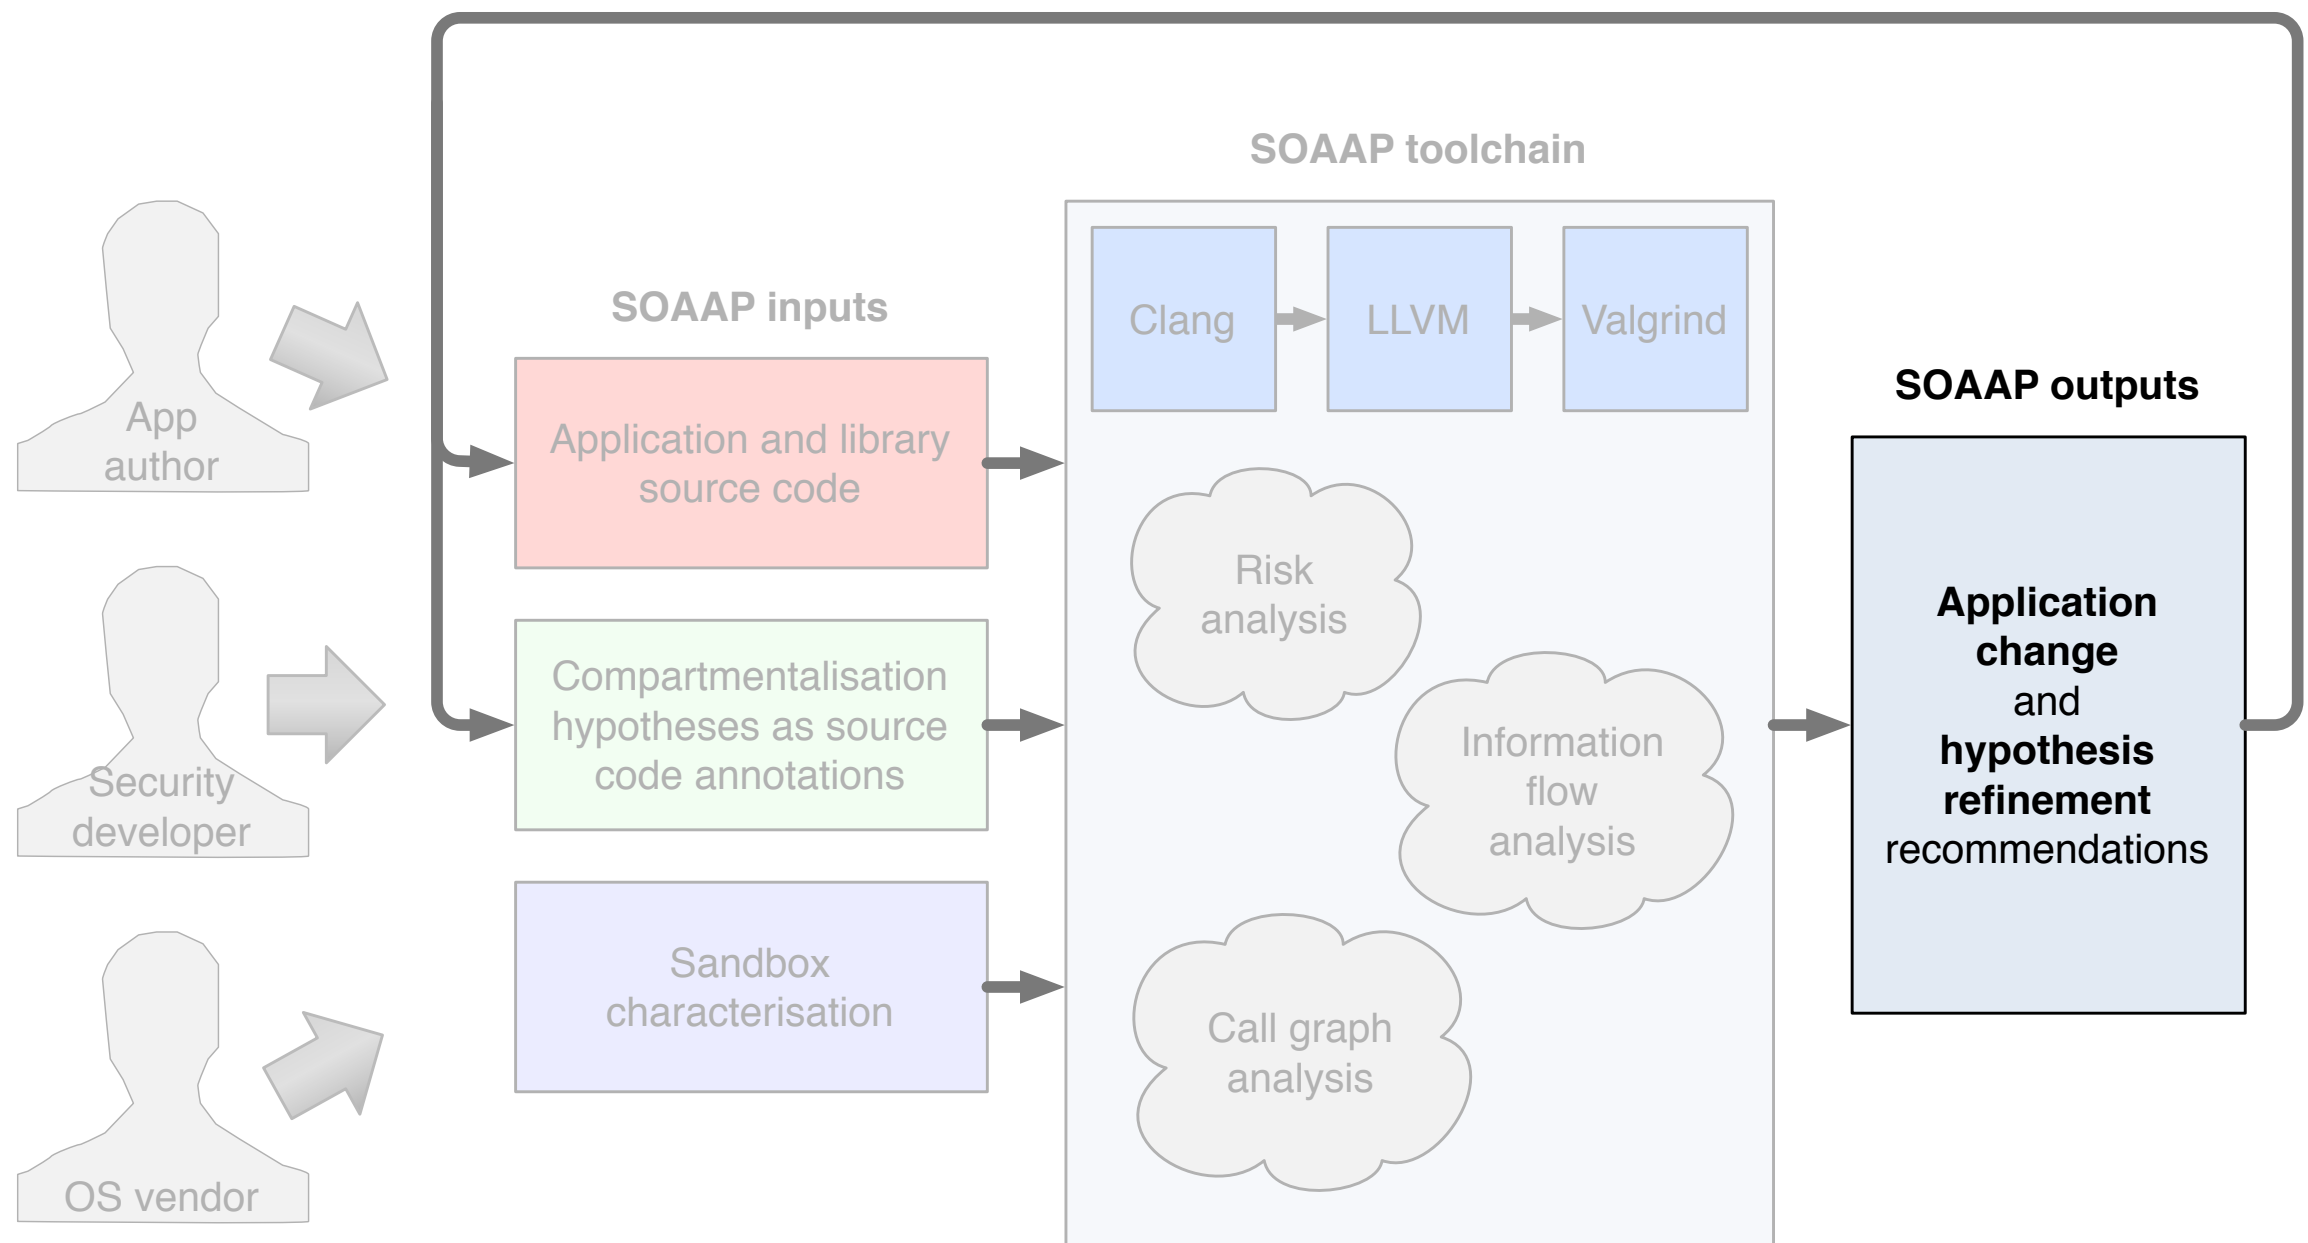 App
author
Security
developer
OS vendor
SOAAP inputs
Application and library
source code
Compartmentalisation
hypotheses as source
code annotations
Sandbox
characterisation
SOAAP toolchain
Clang
LLVM
Valgrind
Risk
analysis
Information
flow
analysis
Call graph
analysis
SOAAP outputs
Application
change
and
hypothesis
refinement
recommendations